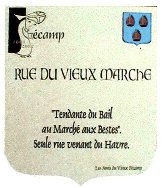 Fécamp
RUE DU VIEUX MARCHE
"Tendante du Bail
au Marché aux Bestes".
Seule rue venant du Havre.
Les Amis du Vieux Fécamp